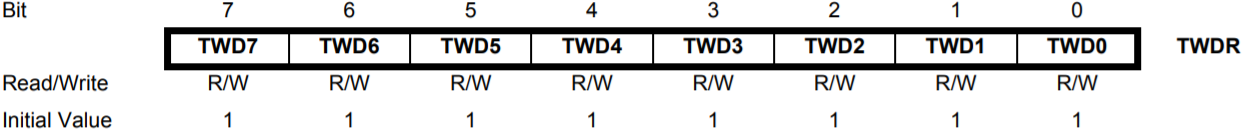 Bit 7 6 5 4 3 2 1 0
TWD7 TWD6 TWD5 TWD4 TWD3 TWD2 TWD1 TWD0 TWDR
Read/Write R/W R/W R/W R/W R/W R/W R/W R/W
Initial Value 1 1 1 1 1 1 1 1